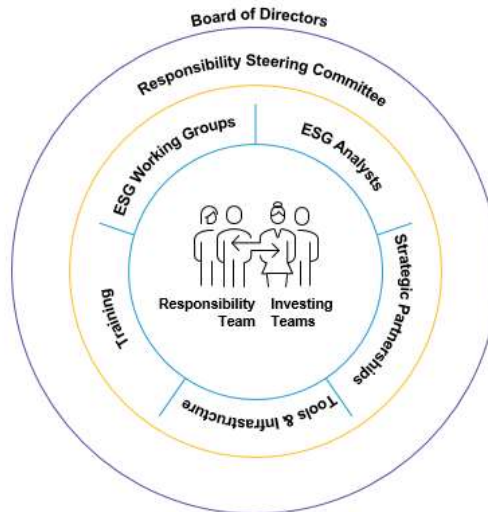 Board of Directors
Responsibility Steering Committee
ESG Working Groups
ESG Analysts
Strategic Partnerships
Tools & Infrastructure
Training
Responsibility Investing
Team Teams